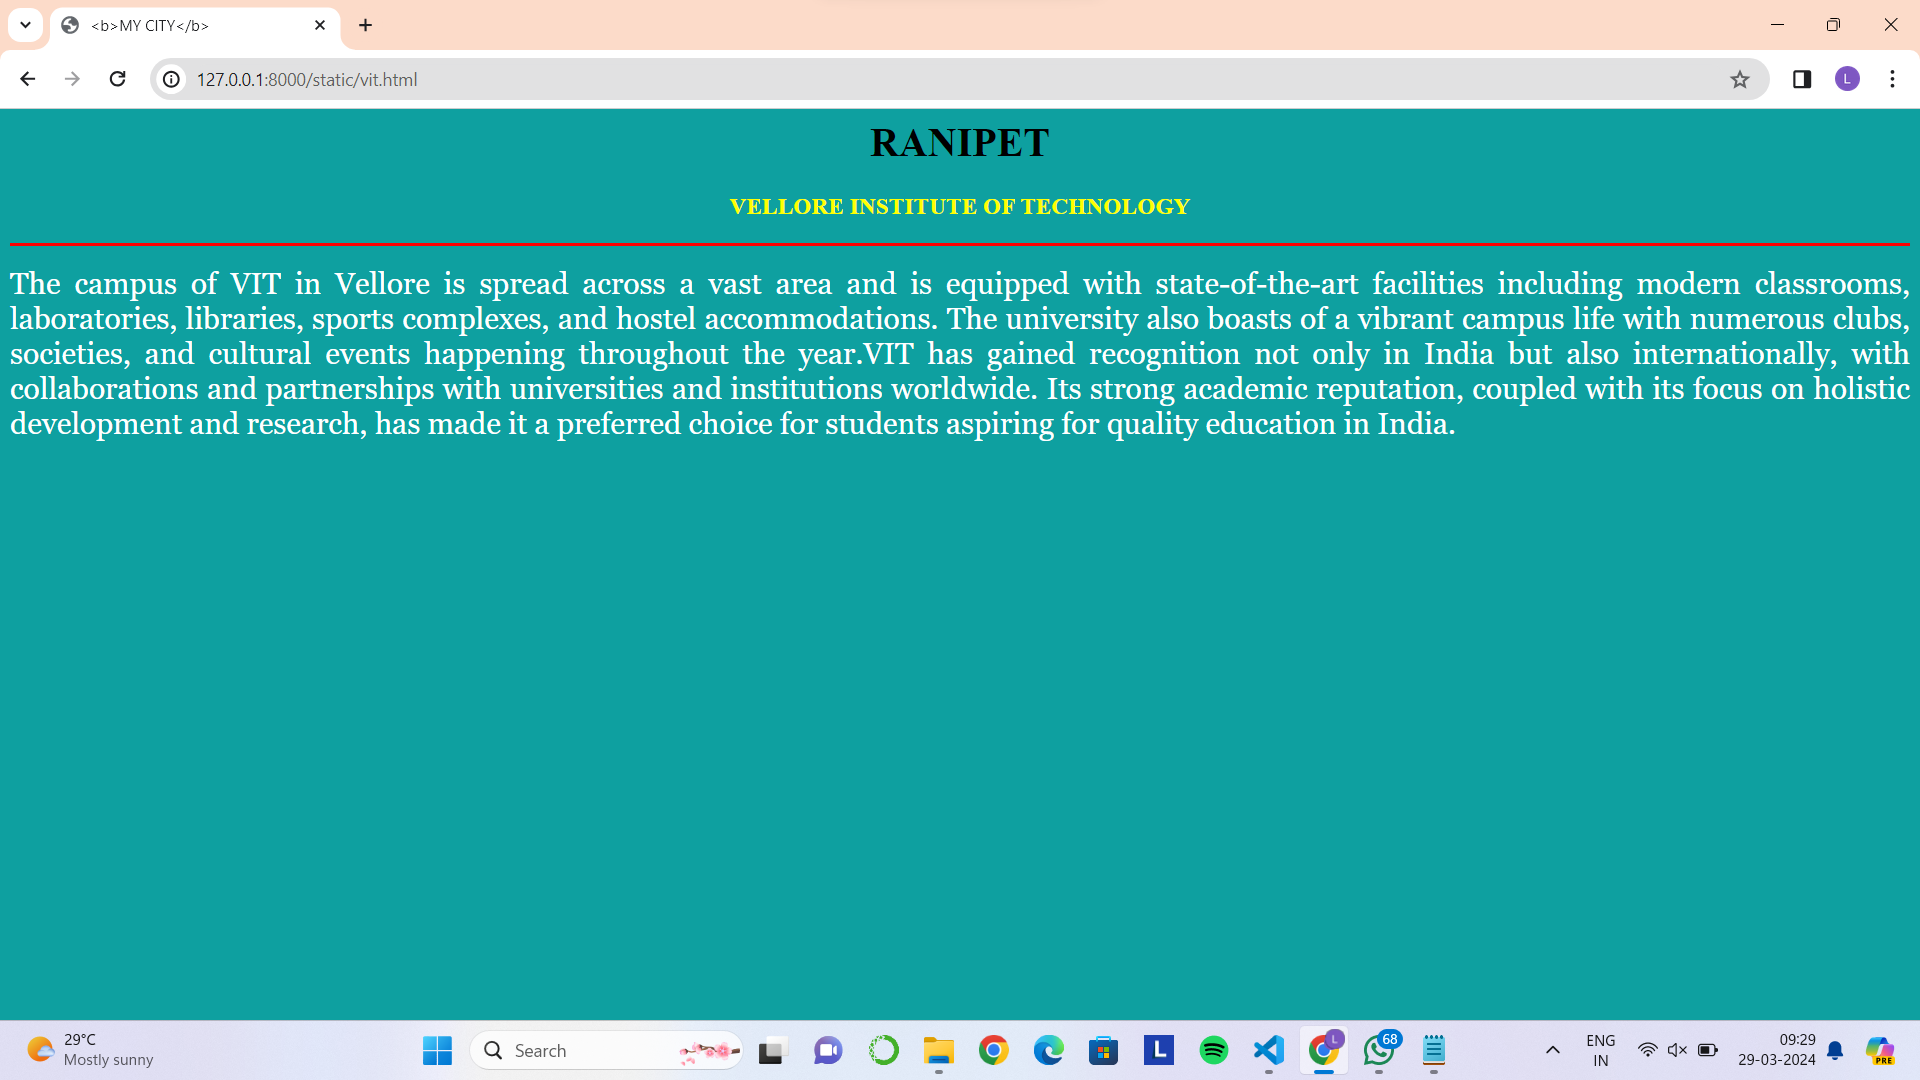 <b>MY CITY</b>
127.0.0.1:8000/static/vit.html
L
RANIPET
VELLORE INSTITUTE OF TECHNOLOGY
The campus of VIT in Vellore is spread across a vast area and is equipped with state-of-the-art facilities including modern classrooms,
laboratories, libraries, sports complexes, and hostel accommodations. The university also boasts of a vibrant campus life with numerous clubs,
societies, and cultural events happening throughout the year.VIT has gained recognition not only in India but also internationally, with
collaborations and partnerships with universities and institutions worldwide. Its strong academic reputation, coupled with its focus on holistic
development and research, has made it a preferred choice for students aspiring for quality education in India.
29°C
Mostly sunny
Search
L
L
68
ENG
IN
09:29
29-03-2024
PRE